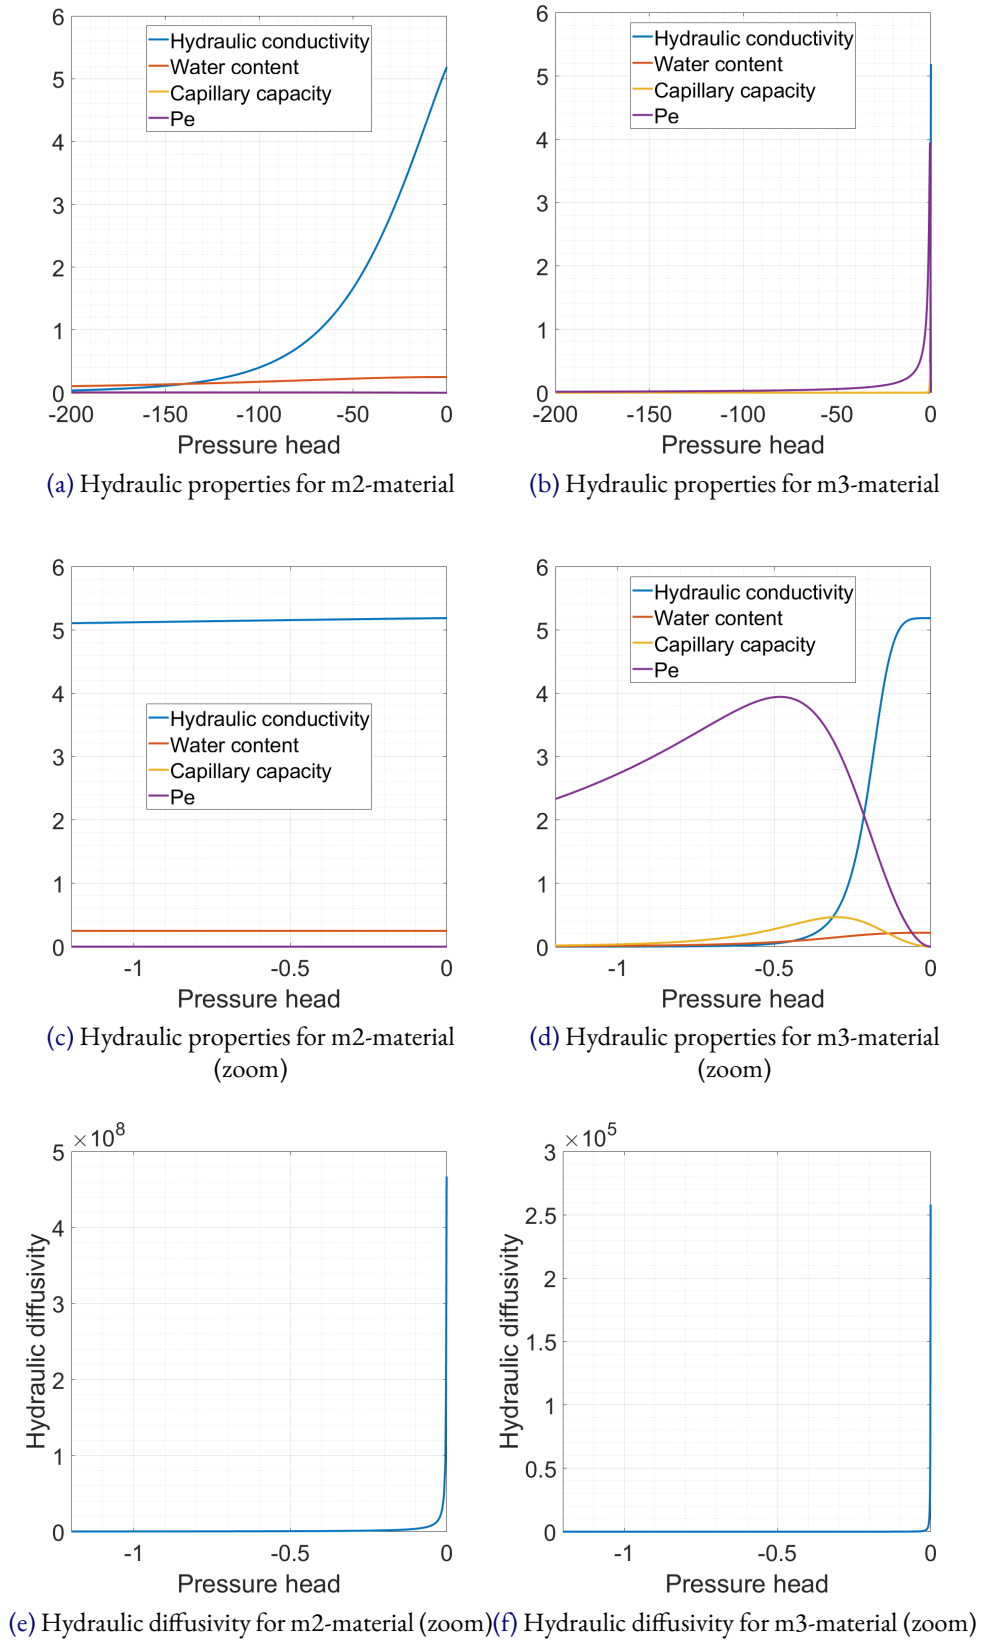 6
5
4
3
2
1
0
-200
-150
-100
-50
0
Hydraulic conductivity
Water content
Capillary capacity
Pe
Pressure head
(a) Hydraulic properties for m2-material
6
5
4
3
2
1
0
-200
-150
-100
-50
0
Hydraulic conductivity
Water content
Capillary capacity
Pe
Pressure head
(b) Hydraulic properties for m3-material
6
5
4
3
2
1
0
-1
-0.5
0
Hydraulic conductivity
Water content
Capillary capacity
Pe
Pressure head
(c) Hydraulic properties for m2-material
(zoom)
6
5
4
3
2
1
0
-1
-0.5
0
Hydraulic conductivity
Water content
Capillary capacity
Pe
Pressure head
(d) Hydraulic properties for m3-material
(zoom)
×10^8
5
4
3
2
1
0
-1
-0.5
0
Hydraulic diffusivity
Pressure head
(e) Hydraulic diffusivity for m2-material (zoom)
×10^5
3
2.5
2
1.5
1
0.5
0
-1
-0.5
0
Hydraulic diffusivity
Pressure head
(f) Hydraulic diffusivity for m3-material (zoom)